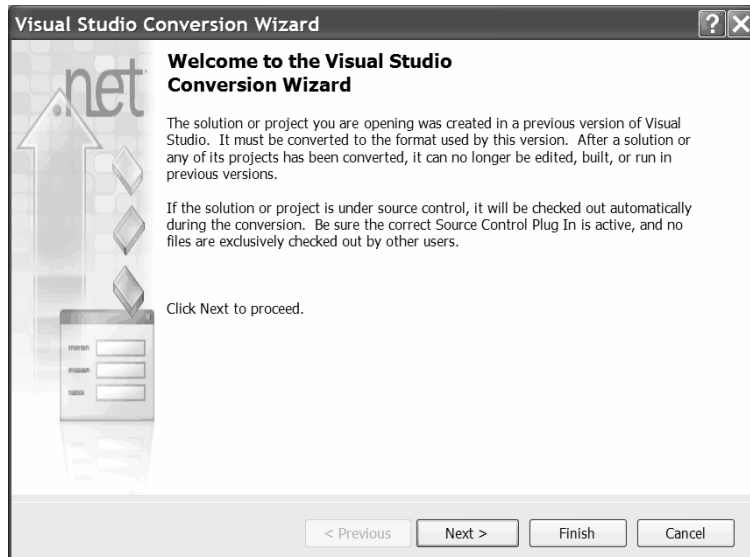 Visual Studio Conversion Wizard
.net
Welcome to the Visual Studio
Conversion Wizard
The solution or project you are opening was created in a previous version of Visual
Studio. It must be converted to the format used by this version. After a solution or
any of its projects has been converted, it can no longer be edited, built, or run in
previous versions.
If the solution or project is under source control, it will be checked out automatically
during the conversion. Be sure the correct Source Control Plug In is active, and no
files are exclusively checked out by other users.
Click Next to proceed.
< Previous
Next >
Finish
Cancel